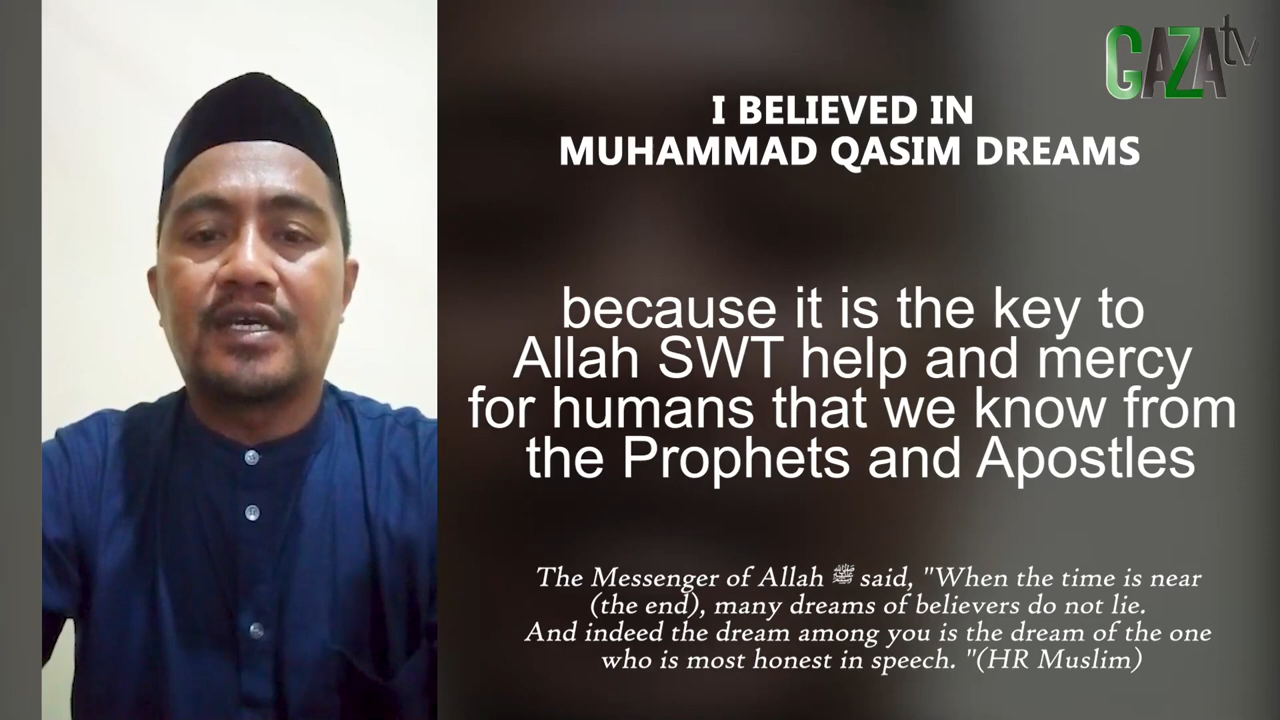 GAZA tv
I BELIEVED IN
MUHAMMAD QASIM DREAMS
because it is the key to
Allah SWT help and mercy
for humans that we know from
the Prophets and Apostles
The Messenger of Allah ﷺ said, "When the time is near
(the end), many dreams of believers do not lie.
And indeed the dream among you is the dream of the one
who is most honest in speech. "(HR Muslim)